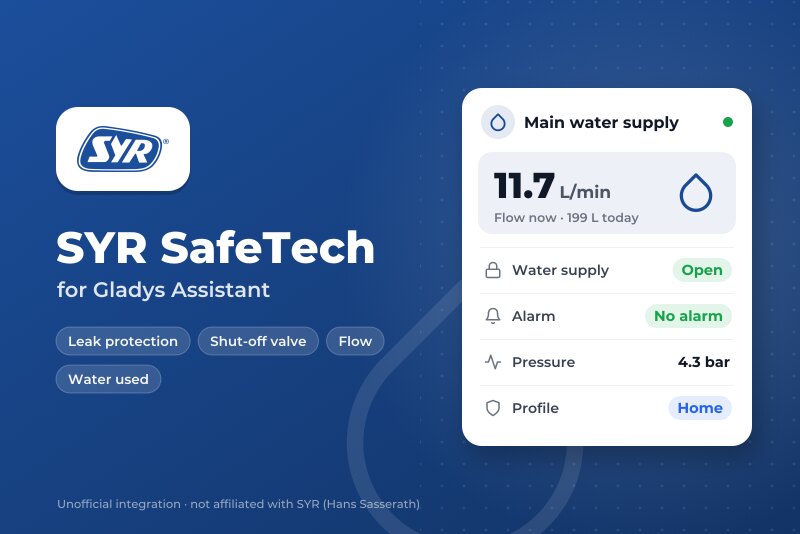 SYR®
SYR SafeTech
for Gladys Assistant
Leak protection
Shut-off valve
Flow
Water used
Unofficial integration · not affiliated with SYR (Hans Sasserath)
Main water supply
11.7 L/min
Flow now · 199 L today
Water supply Open
Alarm No alarm
Pressure 4.3 bar
Profile Home